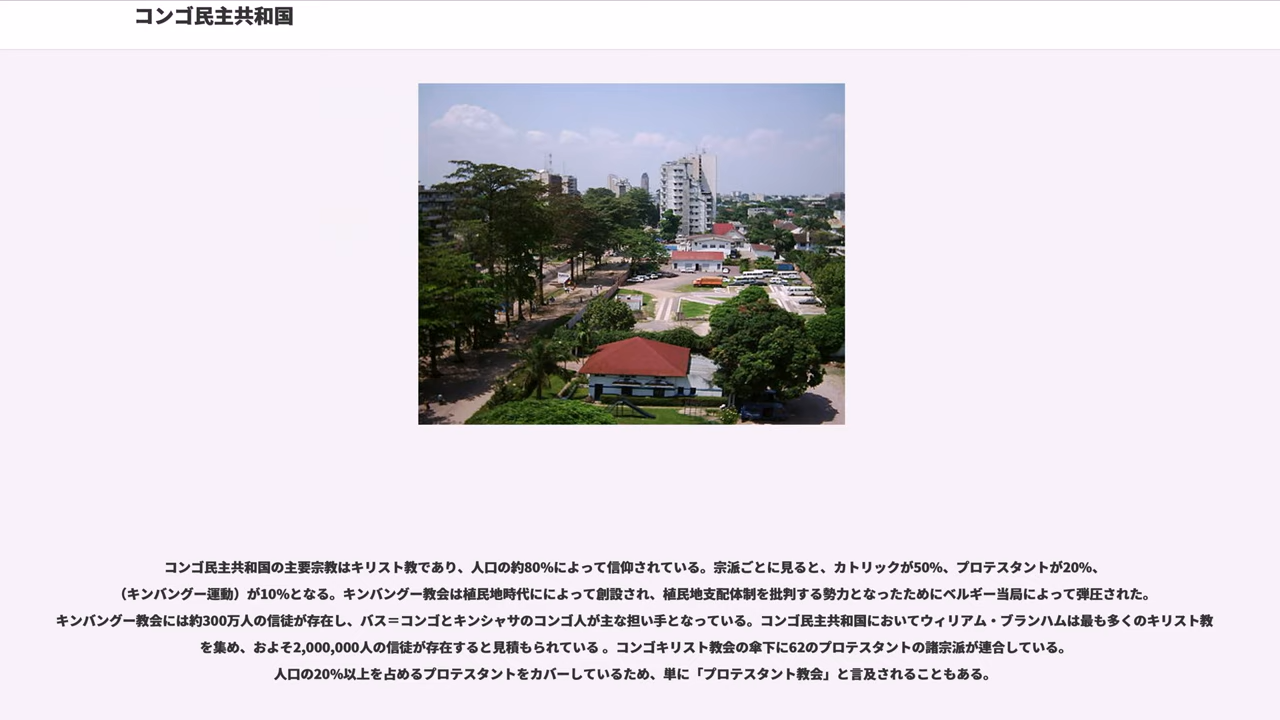 コンゴ民主共和国
コンゴ民主共和国の主要宗教はキリスト教であり、人口の約80%によって信仰されている。宗派ごとに見ると、カトリックが50%、プロテスタントが20%、
（キンバングー運動）が10%となる。キンバングー教会は植民地時代にによって創設され、植民地支配体制を批判する勢力となったためにベルギー当局によって弾圧された。
キンバングー教会には約300万人の信徒が存在し、バス＝コンゴとキンシャサのコンゴ人が主な担い手となっている。コンゴ民主共和国においてウィリアム・ブランハムは最も多くのキリスト教
を集め、およそ2,000,000人の信徒が存在すると見積もられている 。コンゴキリスト教会の傘下に62のプロテスタントの諸宗派が連合している。
人口の20%以上を占めるプロテスタントをカバーしているため、単に「プロテスタント教会」と言及されることもある。